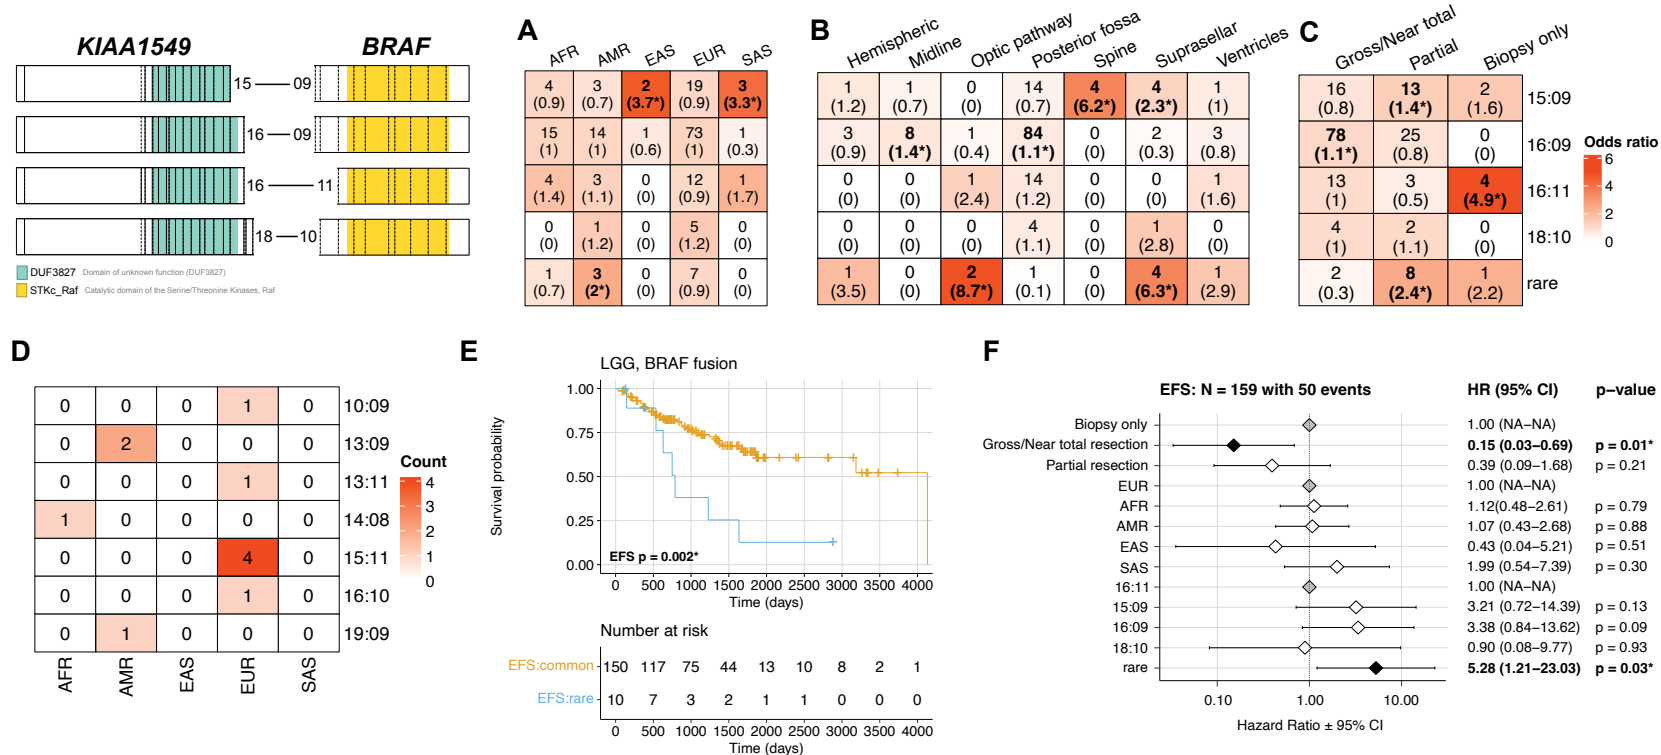 KIAA1549 BRAF
15 09
16 09
16 11
18 10
DUF3827 Domain of unknown function (DUF3827)
STKc_Raf Catalytic domain of the Serine/Threonine Kinases, Raf
A
AFR AMR EAS EUR SAS
4 3 2 19 3
(0.9) (0.7) (3.7*) (0.9) (3.3*)
15 14 1 73 1
(1) (1) (0.6) (1) (0.3)
4 3 0 12 1
(1.4) (1.1) (0) (0.9) (1.7)
0 1 0 5 0
(0) (1.2) (0) (1.2) (0)
1 3 0 7 0
(0.7) (2*) (0) (0.9) (0)
B
Hemispheric Midline Optic pathway Posterior fossa Spine Suprasellar Ventricles
1 1 0 14 4 4 1
(1.2) (0.7) (0) (0.7) (6.2*) (2.3*) (1)
3 8 1 84 0 2 3
(0.9) (1.4*) (0.4) (1.1*) (0) (0.3) (0.8)
0 0 1 14 0 0 1
(0) (0) (2.4) (1.2) (0) (0) (1.6)
0 0 0 4 0 1 0
(0) (0) (0) (1.1) (0) (2.8) (0)
1 0 2 1 0 4 1
(3.5) (0) (8.7*) (0.1) (0) (6.3*) (2.9)
C
Gross/Near total Partial Biopsy only
16 13 2
(0.8) (1.4*) (1.6)
15:09
78 25 0
(1.1*) (0.8) (0)
16:09
13 3 4
(1) (0.5) (4.9*)
16:11
4 2 0
(1) (1.1) (0)
18:10
2 8 1
(0.3) (2.4*) (2.2)
rare
Odds ratio
6
4
2
0
D
0 0 0 1 0 10:09
0 2 0 0 0 13:09
0 0 0 1 0 13:11
1 0 0 0 0 14:08
0 0 0 4 0 15:11
0 0 0 1 0 16:10
0 1 0 0 0 19:09
AFR AMR EAS EUR SAS
Count
4
3
2
1
0
E
LGG, BRAF fusion
Survival probability
1.00
0.75
0.50
0.25
0.00
EFS p = 0.002*
0 500 1000 1500 2000 2500 3000 3500 4000
Time (days)
Number at risk
EFS:common 150 117 75 44 13 10 8 2 1
EFS:rare 10 7 3 2 1 1 0 0 0
0 500 1000 1500 2000 2500 3000 3500 4000
Time (days)
F
EFS: N = 159 with 50 events HR (95% CI) p−value
Biopsy only 1.00 (NA−NA)
Gross/Near total resection 0.15 (0.03−0.69) p = 0.01*
Partial resection 0.39 (0.09−1.68) p = 0.21
EUR 1.00 (NA−NA)
AFR 1.12(0.48−2.61) p = 0.79
AMR 1.07 (0.43−2.68) p = 0.88
EAS 0.43 (0.04−5.21) p = 0.51
SAS 1.99 (0.54−7.39) p = 0.30
16:11 1.00 (NA−NA)
15:09 3.21 (0.72−14.39) p = 0.13
16:09 3.38 (0.84−13.62) p = 0.09
18:10 0.90 (0.08−9.77) p = 0.93
rare 5.28 (1.21−23.03) p = 0.03*
0.10 1.00 10.00
Hazard Ratio ± 95% CI